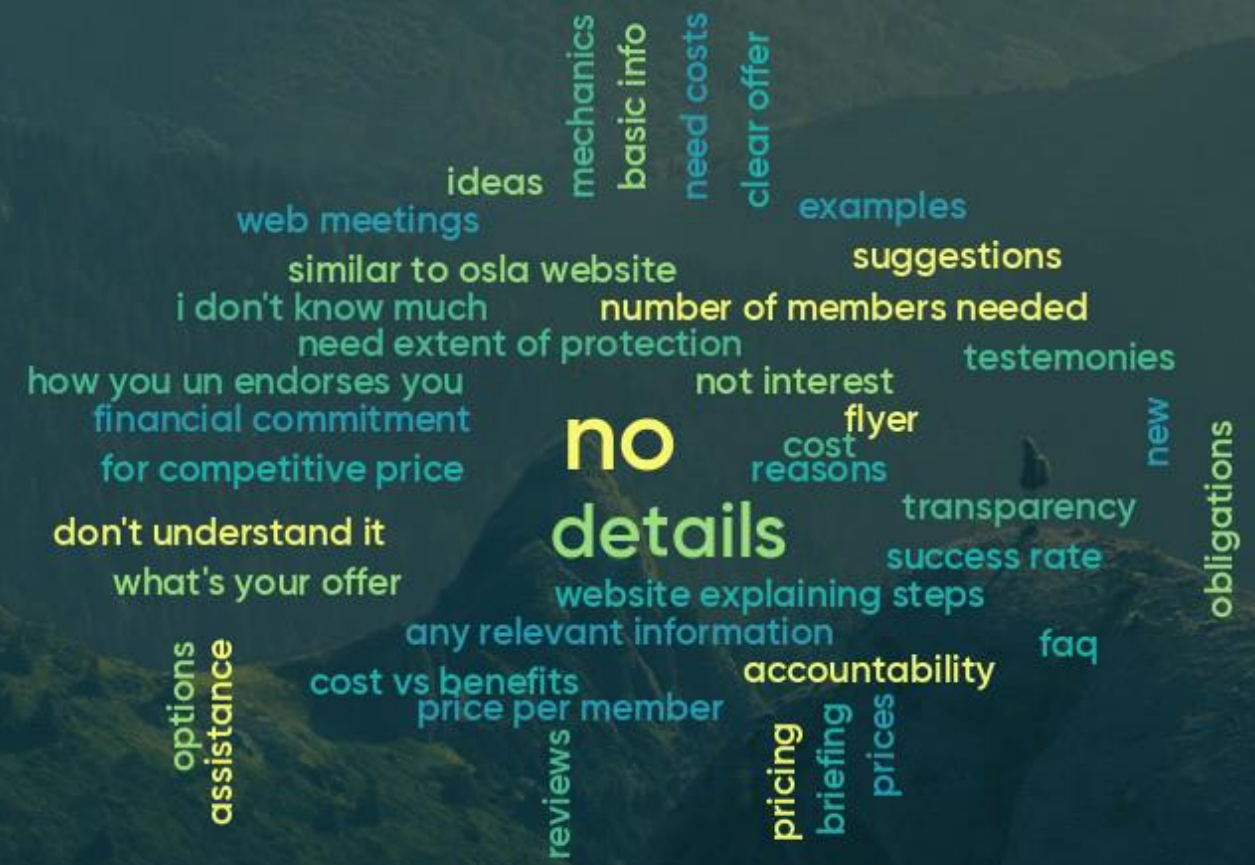 mechanics
basic info
need costs
clear offer
ideas
examples
web meetings
suggestions
similar to osla website
i don't know much
number of members needed
need extent of protection
testemonies
how you un endorses you
not interest
financial commitment
flyer
new
no
cost
for competitive price
reasons
obligations
transparency
don't understand it
details
success rate
what's your offer
website explaining steps
any relevant information
faq
options
assistance
accountability
cost vs benefits
price per member
reviews
pricing
briefing
prices